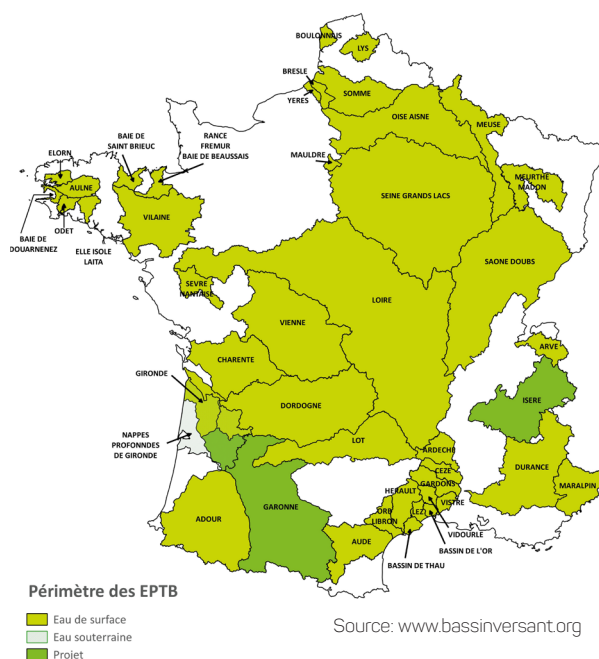 BOULONNAIS
LYS
BRESLE
SOMME
YERES
OISE AISNE
MEUSE
BAIE DE
SAINT BRIEUC
RANCE
FREMUR
BAIE DE BEAUSSAIS
ELORN
MAULDRE
MEURTHE
MADON
AULNE
SEINE GRANDS LACS
VILAINE
ODET
BAIE DE
DOUARNENEZ
ELLE ISOLE
LAITA
SAONE DOUBS
SEVRE
NANTAISE
LOIRE
VIENNE
ARVE
CHARENTE
GIRONDE
ISERE
DORDOGNE
NAPPES
PROFONNDES
DE GIRONDE
LOT
ARDECHE
CEZE
DURANCE
GARDONS
MARALPIN
HERAULT
GARONNE
VISTRE
ORB
LIBRON
LEZ
ADOUR
VIDOURLE
AUDE
BASSIN DE L'OR
BASSIN DE THAU
Périmètre des EPTB
Eau de surface
Eau souterraine
Projet
Source: www.bassinversant.org